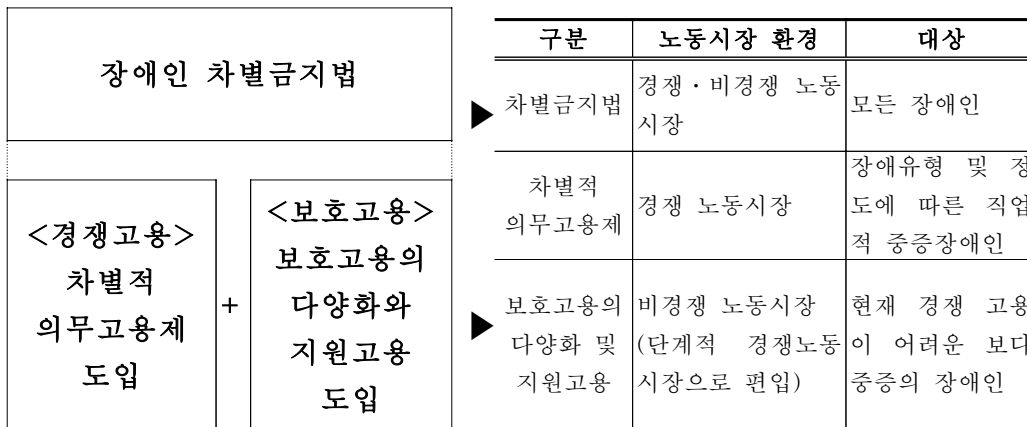 장애인 차별금지법
<경쟁고용>
차별적
의무고용제
도입
+
<보호고용>
보호고용의
다양화와
지원고용
도입
▶
▶
구분 노동시장 환경 대상
차별금지법
경쟁·비경쟁 노동
시장
모든 장애인
차별적
의무고용제
경쟁 노동시장
장애유형 및 정
도에 따른 직업
적 중증장애인
보호고용의
다양화 및
지원고용
비경쟁 노동시장
(단계적 경쟁노동
시장으로 편입)
현재 경쟁 고용
이 어려운 보다
중증의 장애인